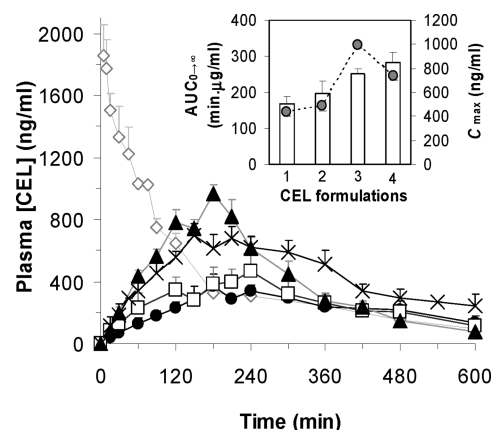 Plasma [CEL] (ng/ml)
2000
1600
1200
800
400
0
0 120 240 360 480 600
Time (min)
AUC0→∞
(min.µg/ml)
400
300
200
100
0
1 2 3 4
CEL formulations
1200
1000
800
600
400
200
0
C max (ng/ml)